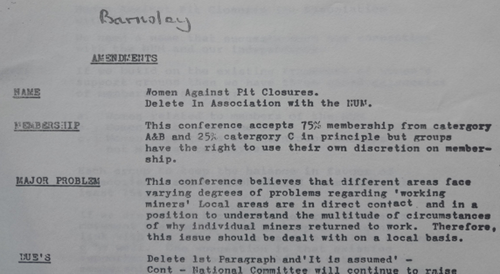 Barnsley
AMENDMENTS
NAME Women Against Pit Closures.
Delete In Association with the NUM.
MEMBERSHIP This conference accepts 75% membership from catergory
A&B and 25% catergory C in principle but groups
have the right to use their own discretion on member-
ship.
MAJOR PROBLEM This conference believes that different areas face
varying degrees of problems regarding 'working
miners' Local areas are in direct contact and in a
position to understand the multitude of circumstances
of why individual miners returned to work. Therefore,
this issue should be dealt with on a local basis.
DUE'S Delete 1st Paragraph and'It is assumed' -
Cont - National Committee will continue to raise